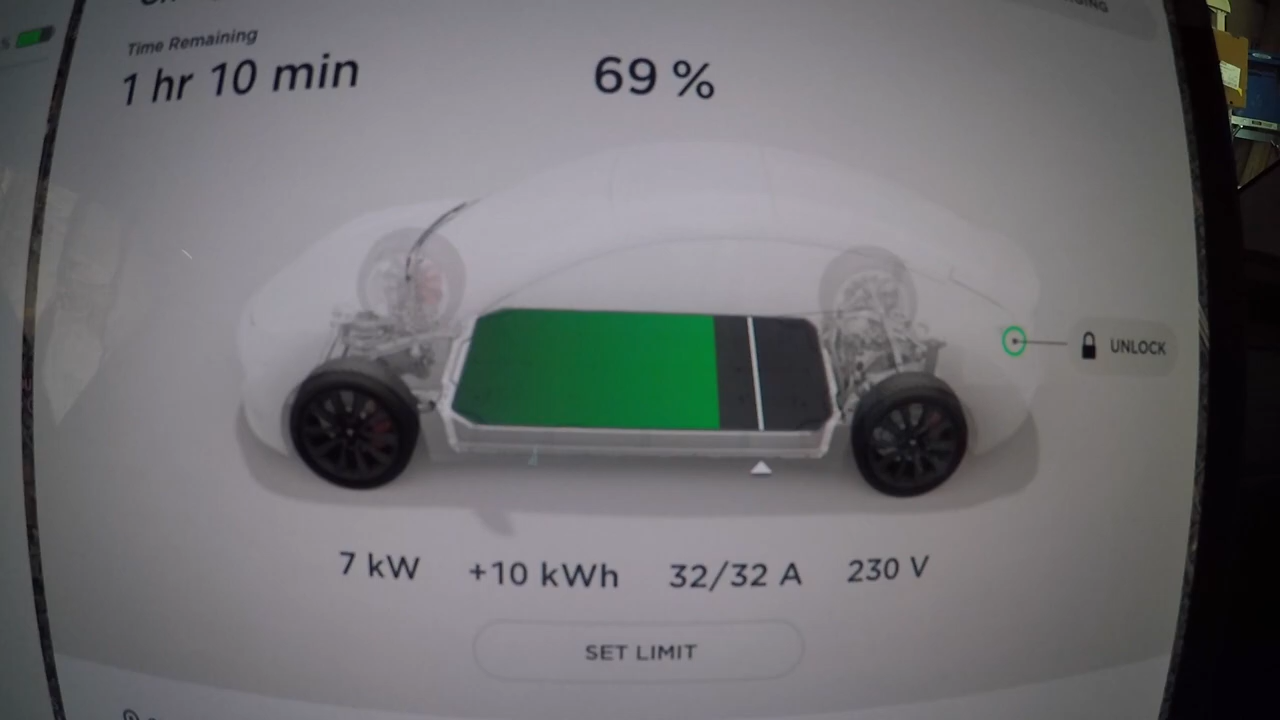 Time Remaining
1 hr 10 min
69 %
UNLOCK
7 kW +10 kWh 32/32 A 230 V
SET LIMIT